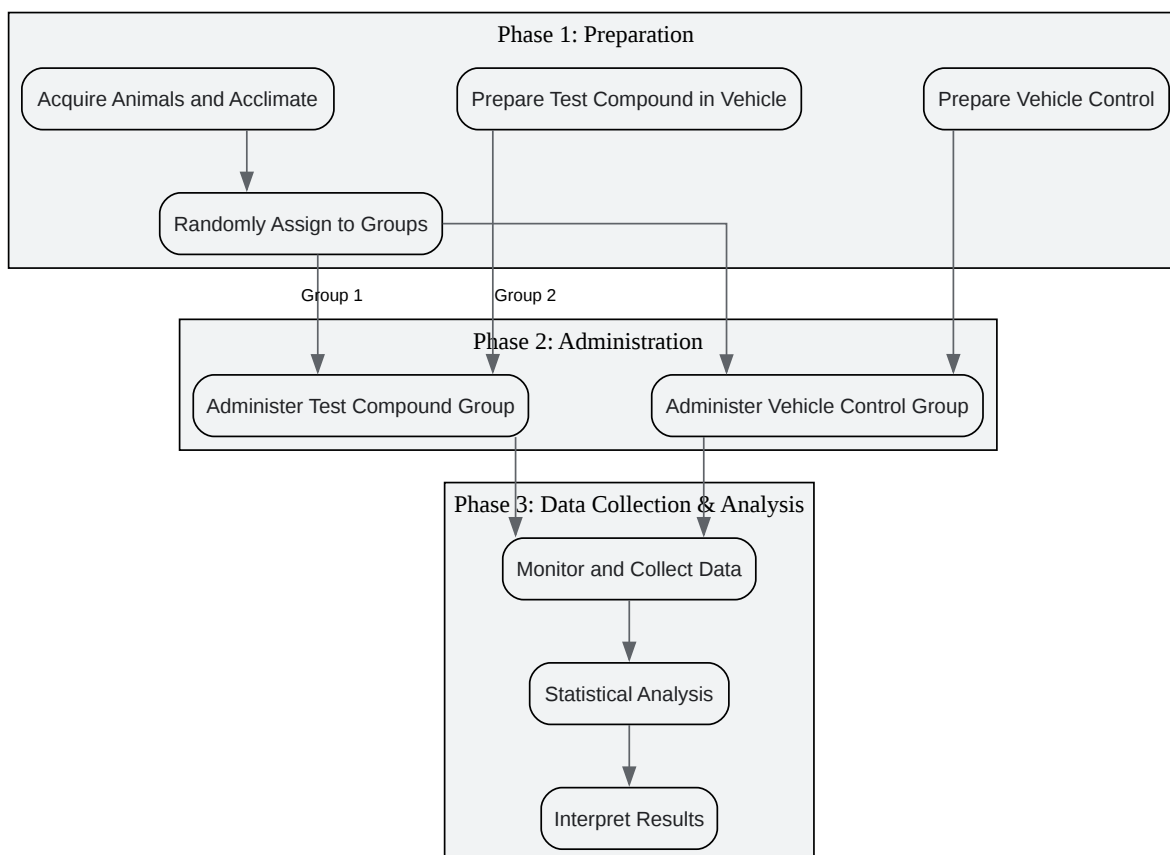 Phase 1: Preparation
Acquire Animals and Acclimate
Prepare Test Compound in Vehicle
Prepare Vehicle Control
Randomly Assign to Groups
Group 1
Group 2
Phase 2: Administration
Administer Test Compound Group
Administer Vehicle Control Group
Phase 3: Data Collection & Analysis
Monitor and Collect Data
Statistical Analysis
Interpret Results